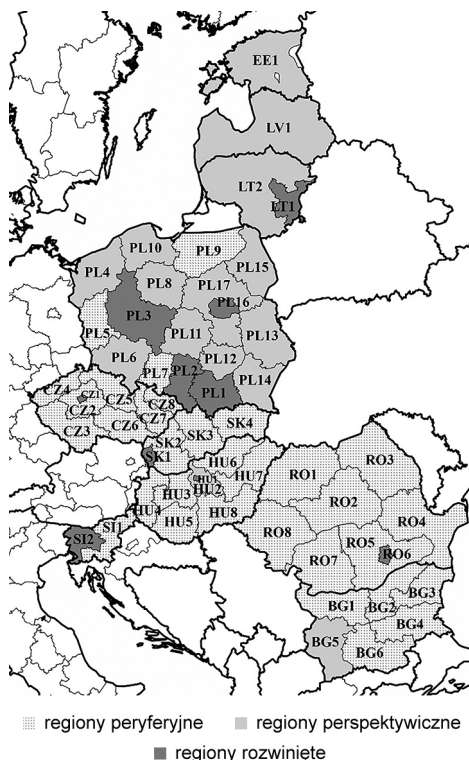 EE1
LV1
LT2
LT1
PL10
PL9
PL4
PL15
PL8
PL17
PL16
PL3
PL5
PL11
PL13
PL6
PL12
PL7
PL2
PL1
PL14
CZ4
CZ1
CZ5
CZ8
CZ2
CZ7
CZ3
CZ6
SK4
SK3
SK2
SK1
HU6
HU7
HU1
HU3
HU2
HU4
HU5
HU8
SI1
SI2
RO1
RO3
RO2
RO4
RO8
RO5
RO6
RO7
BG1
BG2
BG3
BG4
BG5
BG6
regiony peryferyjne
regiony perspektywiczne
regiony rozwinięte